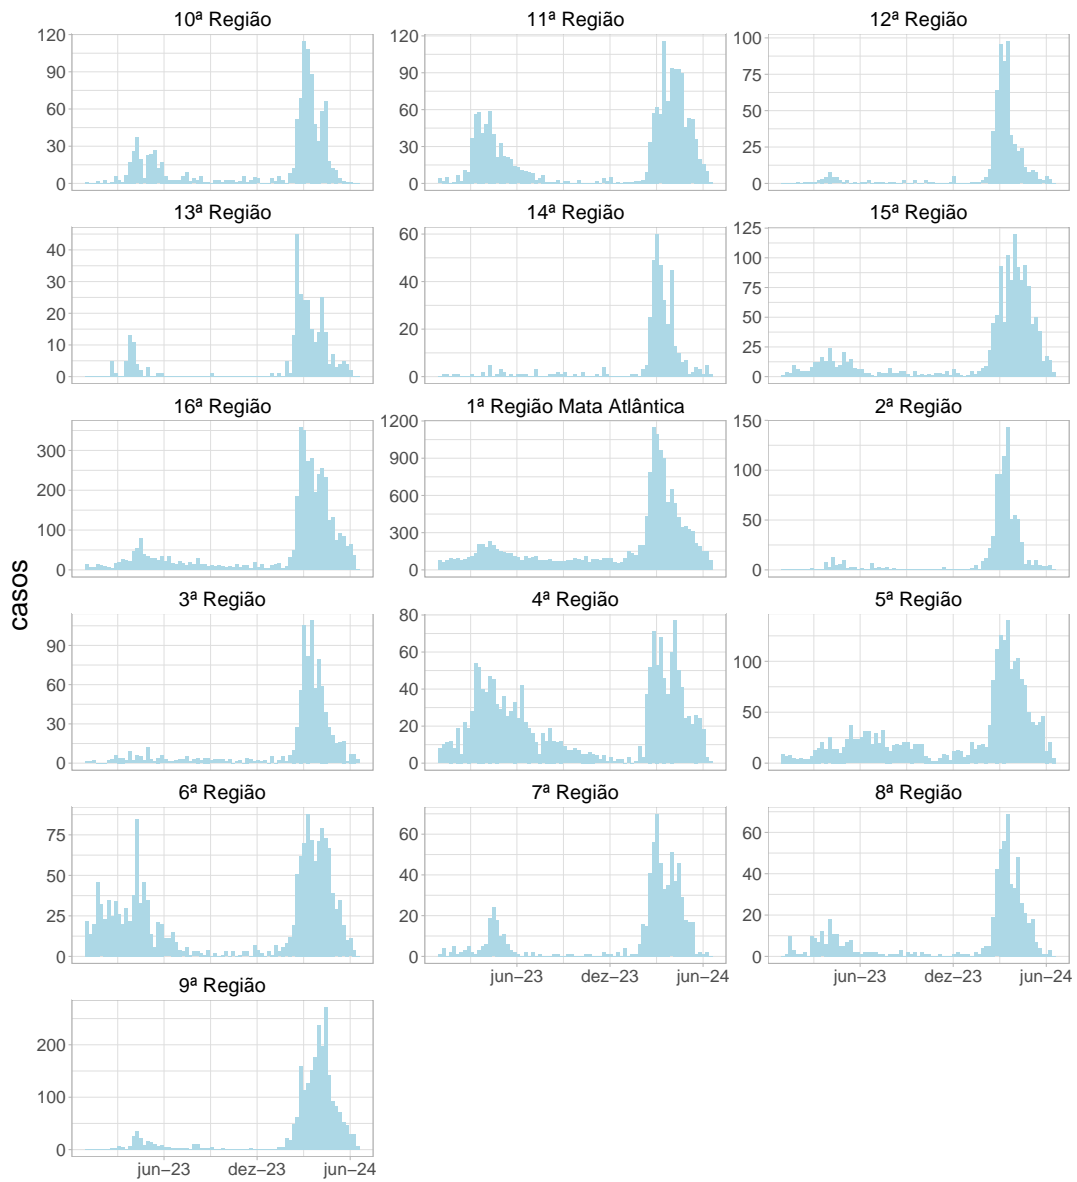 10ª Região 11ª Região 12ª Região
120 90 60 30 0
120 90 60 30 0
100 75 50 25 0
13ª Região 14ª Região 15ª Região
40 30 20 10 0
60 40 20 0
125 100 75 50 25 0
16ª Região 1ª Região Mata Atlântica 2ª Região
300 200 100 0
1200 900 600 300 0
150 100 50 0
casos
3ª Região 4ª Região 5ª Região
90 60 30 0
80 60 40 20 0
100 50 0
6ª Região 7ª Região 8ª Região
75 50 25 0
60 40 20 0
60 40 20 0
jun−23 dez−23 jun−24
jun−23 dez−23 jun−24
9ª Região
200 100 0
jun−23 dez−23 jun−24